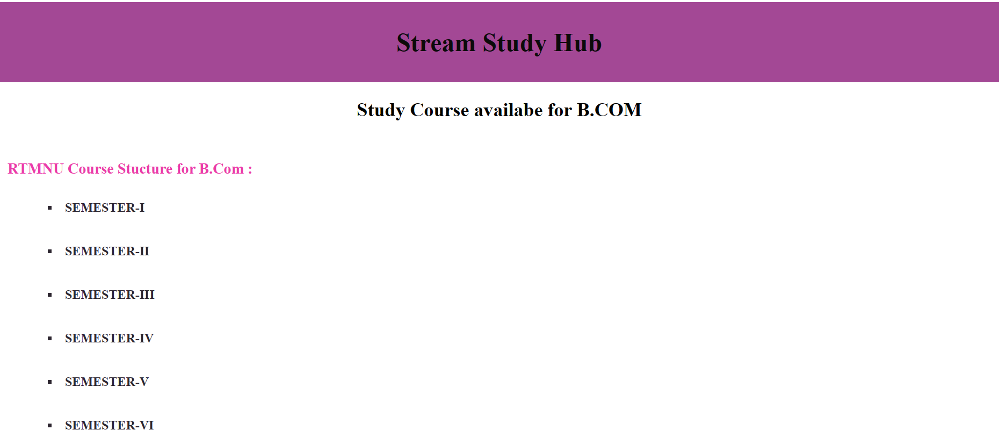 Stream Study Hub
Study Course availabe for B.COM
RTMNU Course Stucture for B.Com :
SEMESTER-I
SEMESTER-II
SEMESTER-III
SEMESTER-IV
SEMESTER-V
SEMESTER-VI